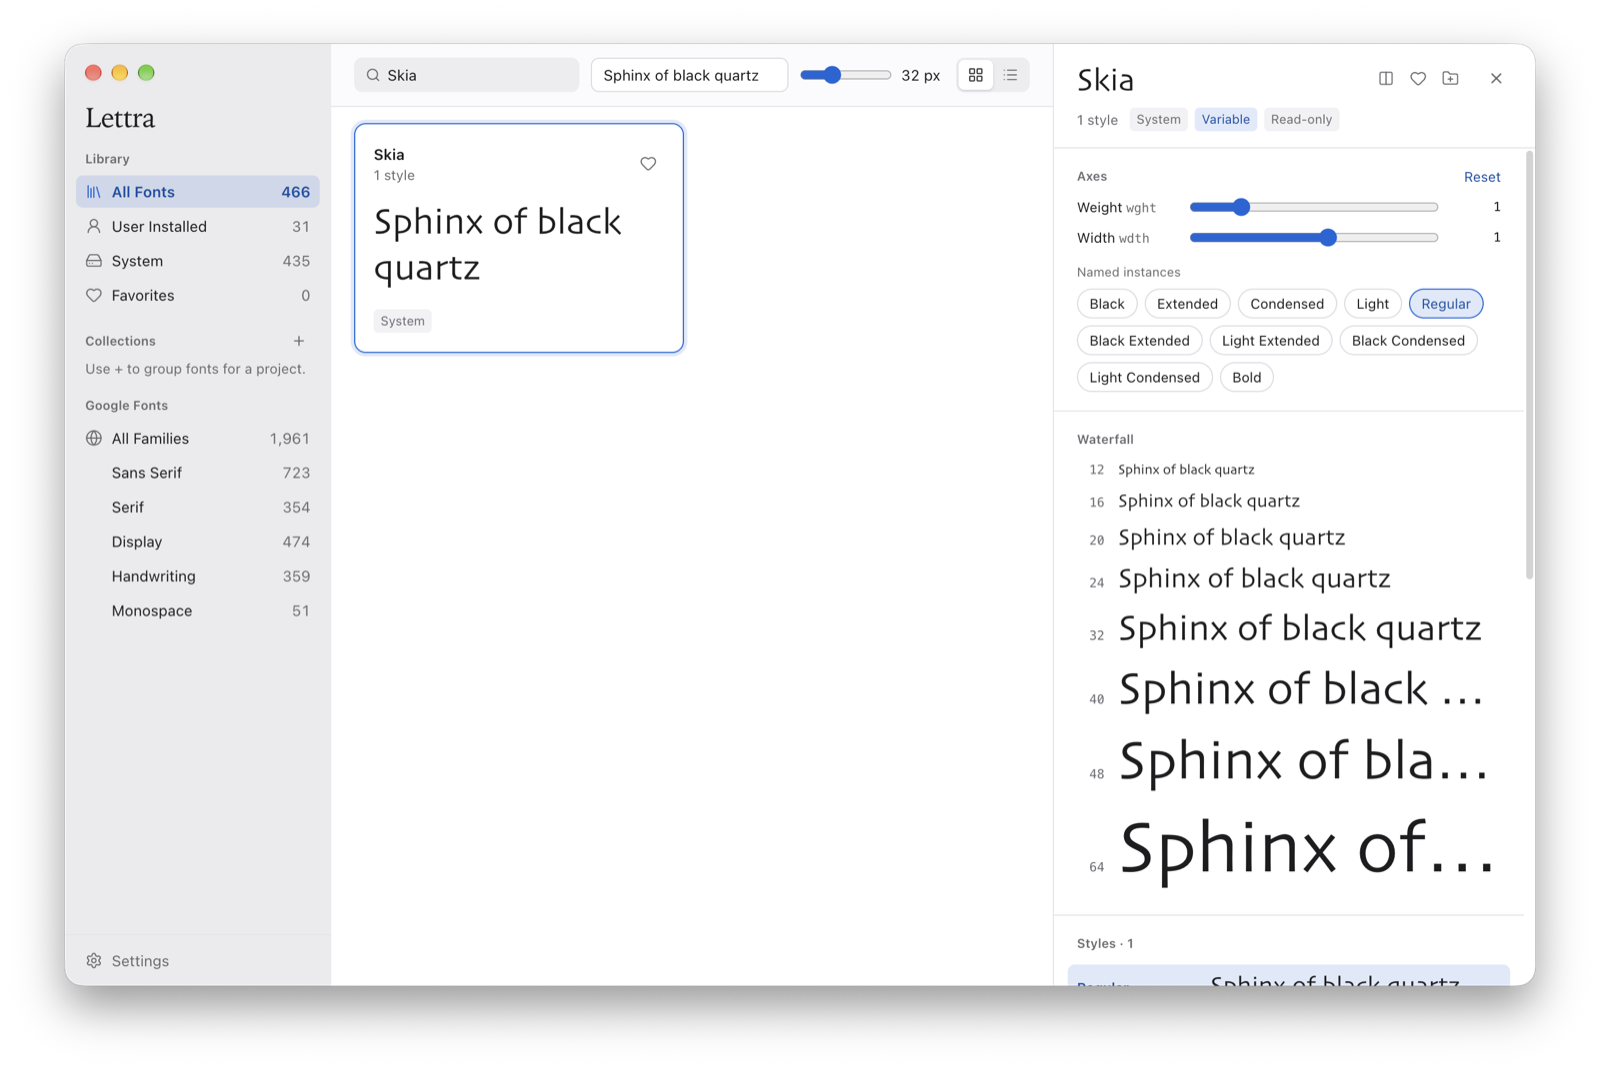 Lettra
Library
All Fonts 466
User Installed 31
System 435
Favorites 0
Collections +
Use + to group fonts for a project.
Google Fonts
All Families 1,961
Sans Serif 723
Serif 354
Display 474
Handwriting 359
Monospace 51
Settings
Skia
Sphinx of black quartz
32 px
Skia
1 style
Sphinx of black
quartz
System
Skia
1 style System Variable Read-only
Axes Reset
Weight wght 1
Width wdth 1
Named instances
Black Extended Condensed Light Regular
Black Extended Light Extended Black Condensed
Light Condensed Bold
Waterfall
12 Sphinx of black quartz
16 Sphinx of black quartz
20 Sphinx of black quartz
24 Sphinx of black quartz
32 Sphinx of black quartz
40 Sphinx of black …
48 Sphinx of bla…
64 Sphinx of…
Styles · 1
Regular Sphinx of black quartz